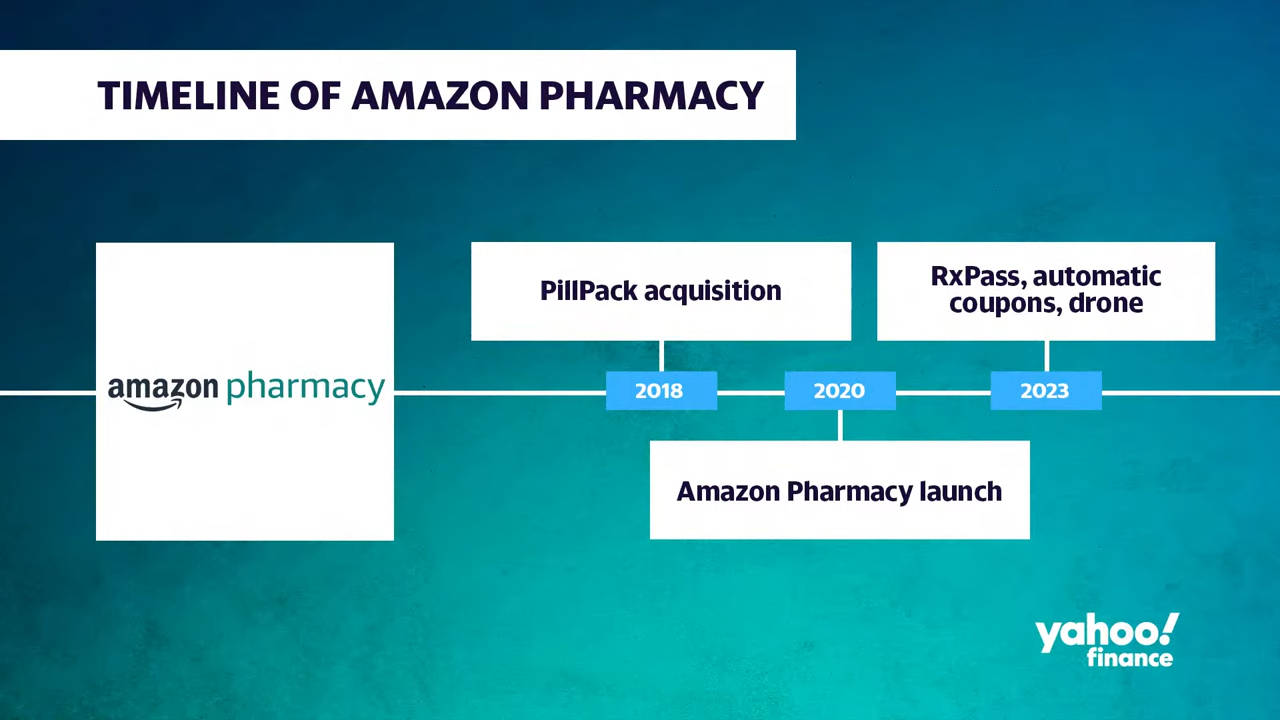 TIMELINE OF AMAZON PHARMACY
amazon pharmacy
PillPack acquisition
RxPass, automatic
coupons, drone
2018
2020
2023
Amazon Pharmacy launch
yahoo!
finance